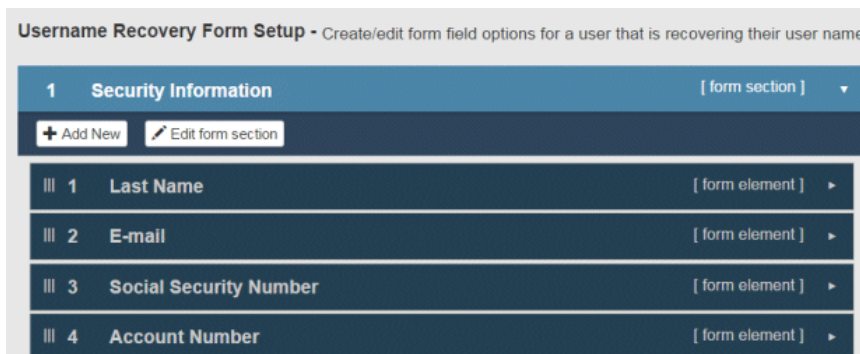 Username Recovery Form Setup - Create/edit form field options for a user that is recovering their user name
1 Security Information [ form section ]
Add New Edit form section
1 Last Name [ form element ]
2 E-mail [ form element ]
3 Social Security Number [ form element ]
4 Account Number [ form element ]